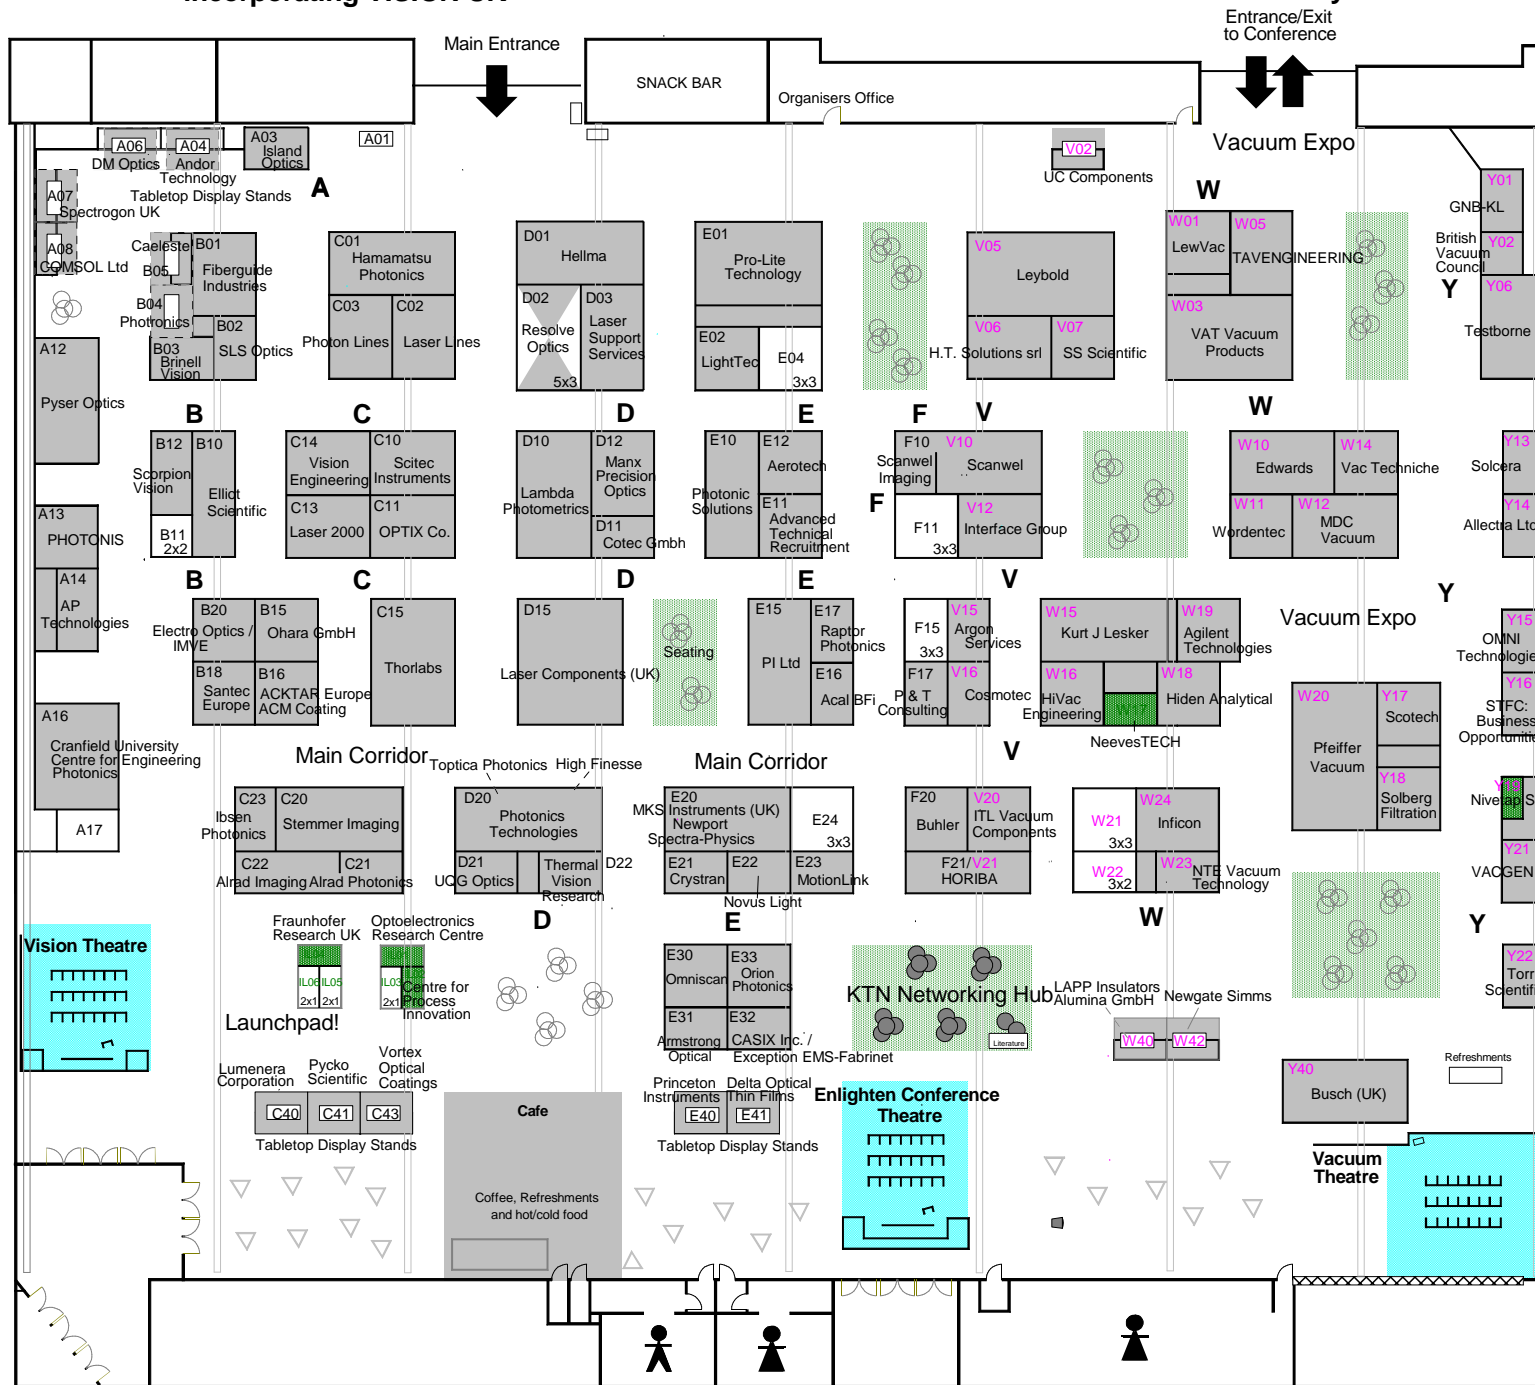 Main Entrance
Entrance/Exit
to Conference
SNACK BAR
Organisers Office
A06
DM Optics
A04
Andor
Technology
A03
Island
Optics
A01
Tabletop Display Stands
A
V02
UC Components
Vacuum Expo
W
A07
Spectrogon UK
A08
COMSOL Ltd
Caeleste
B05
B01
Fiberguide
Industries
B04
Photronics
B02
SLS Optics
B03
Brinell
Vision
C01
Hamamatsu
Photonics
C03
Photon Lines
C02
Laser Lines
D01
Hellma
D02
Resolve
Optics
5x3
D03
Laser
Support
Services
E01
Pro-Lite
Technology
E02
LightTec
E04
3x3
V05
Leybold
V06
H.T. Solutions srl
V07
SS Scientific
W01
LewVac
W05
TAVENGINEERING
W03
VAT Vacuum
Products
Y01
GNB-KL
British
Vacuum
Council
Y02
Y
Y06
Testborne
A12
Pyser Optics
B
C
D
E
F
V
W
B12
Scorpion
Vision
B10
Elliot
Scientific
B11
2x2
C14
Vision
Engineering
C10
Scitec
Instruments
C13
Laser 2000
C11
OPTIX Co.
D10
Lambda
Photometrics
D12
Manx
Precision
Optics
D11
Cotec Gmbh
E10
Photonic
Solutions
E12
Aerotech
E11
Advanced
Technical
Recruitment
F10
Scanwel
Imaging
V10
Scanwel
F
F11
3x3
V12
Interface Group
W10
Edwards
W14
Vac Techniche
W11
Wordentec
W12
MDC
Vacuum
Y13
Solcera
Y14
Allectra Ltd
A13
PHOTONIS
A14
AP
Technologies
B
C
D
E
V
Y
B20
Electro Optics /
IMVE
B15
Ohara GmbH
B18
Santec
Europe
B16
ACKTAR Europe
ACM Coating
C15
Thorlabs
D15
Laser Components (UK)
Seating
E15
PI Ltd
E17
Raptor
Photonics
E16
Acal BFi
F15
3x3
V15
Argon
Services
F17
P & T
Consulting
V16
Cosmotec
W15
Kurt J Lesker
W19
Agilent
Technologies
W16
HiVac
Engineering
W17
NeevesTECH
W18
Hiden Analytical
Vacuum Expo
W20
Pfeiffer
Vacuum
Y17
Scotech
Y18
Solberg
Filtration
Y15
OMNI
Technologie
Y16
STFC:
Business
Opportunitie
A16
Cranfield University
Centre for Engineering
Photonics
A17
Main Corridor
Toptica Photonics
High Finesse
Main Corridor
V
C23
Ibsen
Photonics
C20
Stemmer Imaging
C22
Alrad Imaging
C21
Alrad Photonics
D20
Photonics
Technologies
D21
UQG Optics
Thermal
Vision
Research
D22
E20
MKS Instruments (UK)
Newport
Spectra-Physics
E24
3x3
E21
Crystran
E22
Novus Light
E23
MotionLink
F20
Buhler
V20
ITL Vacuum
Components
F21/V21
HORIBA
W21
3x3
W24
Inficon
W22
3x2
W23
NTE Vacuum
Technology
Nivetap S
Y21
VACGEN
D
E
W
Y
Vision Theatre
Fraunhofer
Research UK
IL04
IL06
IL05
2x1
2x1
Optoelectronics
Research Centre
IL01
IL03
IL02
2x1
Centre for
Process
Innovation
Launchpad!
E30
Omniscan
E33
Orion
Photonics
E31
Armstrong
Optical
E32
CASIX Inc. /
Exception EMS-Fabrinet
KTN Networking Hub
Literature
LAPP Insulators
Alumina GmbH
Newgate Simms
W40
W42
Y22
Torr
Scientifi
Refreshments
Y40
Busch (UK)
Lumenera
Corporation
Pycko
Scientific
Vortex
Optical
Coatings
C40
C41
C43
Tabletop Display Stands
Cafe
Coffee, Refreshments
and hot/cold food
Princeton
Instruments
Delta Optical
Thin Films
E40
E41
Tabletop Display Stands
Enlighten Conference
Theatre
Vacuum
Theatre